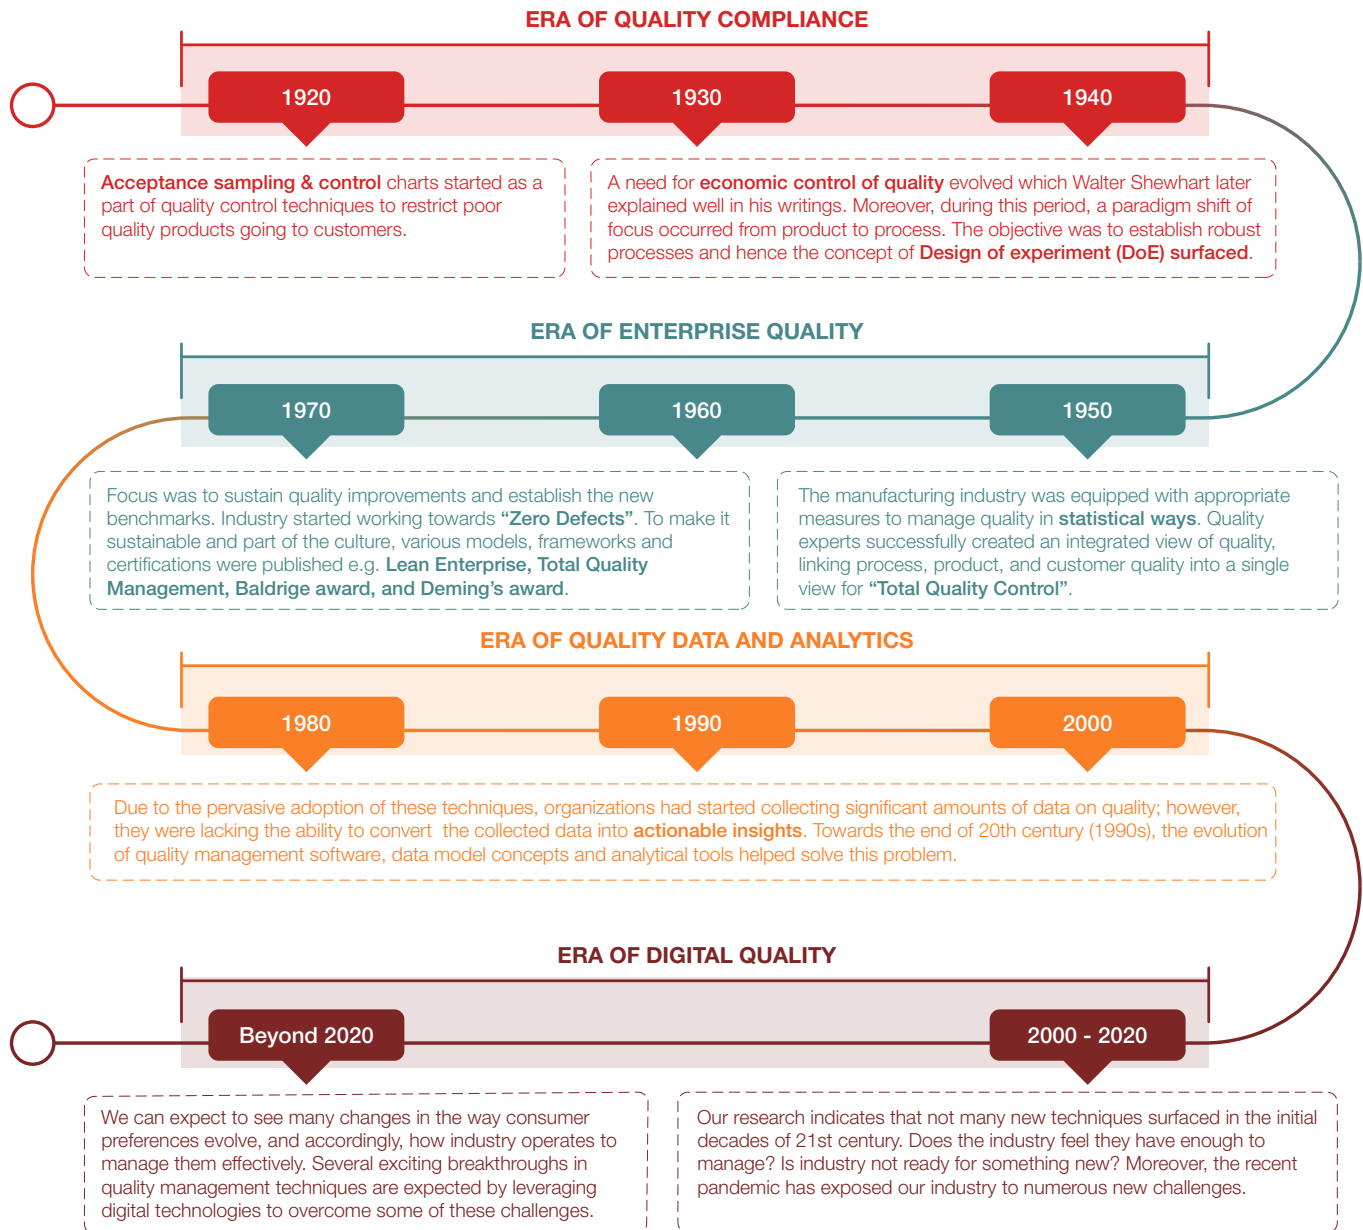 ERA OF QUALITY COMPLIANCE
1920
1930
1940
Acceptance sampling & control charts started as a
part of quality control techniques to restrict poor
quality products going to customers.
A need for economic control of quality evolved which Walter Shewhart later
explained well in his writings. Moreover, during this period, a paradigm shift of
focus occurred from product to process. The objective was to establish robust
processes and hence the concept of Design of experiment (DoE) surfaced.
ERA OF ENTERPRISE QUALITY
1970
1960
1950
Focus was to sustain quality improvements and establish the new
benchmarks. Industry started working towards “Zero Defects”. To make it
sustainable and part of the culture, various models, frameworks and
certifications were published e.g. Lean Enterprise, Total Quality
Management, Baldrige award, and Deming’s award.
The manufacturing industry was equipped with appropriate
measures to manage quality in statistical ways. Quality
experts successfully created an integrated view of quality,
linking process, product, and customer quality into a single
view for “Total Quality Control”.
ERA OF QUALITY DATA AND ANALYTICS
1980
1990
2000
Due to the pervasive adoption of these techniques, organizations had started collecting significant amounts of data on quality; however,
they were lacking the ability to convert the collected data into actionable insights. Towards the end of 20th century (1990s), the evolution
of quality management software, data model concepts and analytical tools helped solve this problem.
ERA OF DIGITAL QUALITY
Beyond 2020
2000 - 2020
We can expect to see many changes in the way consumer
preferences evolve, and accordingly, how industry operates to
manage them effectively. Several exciting breakthroughs in
quality management techniques are expected by leveraging
digital technologies to overcome some of these challenges.
Our research indicates that not many new techniques surfaced in the initial
decades of 21st century. Does the industry feel they have enough to
manage? Is industry not ready for something new? Moreover, the recent
pandemic has exposed our industry to numerous new challenges.